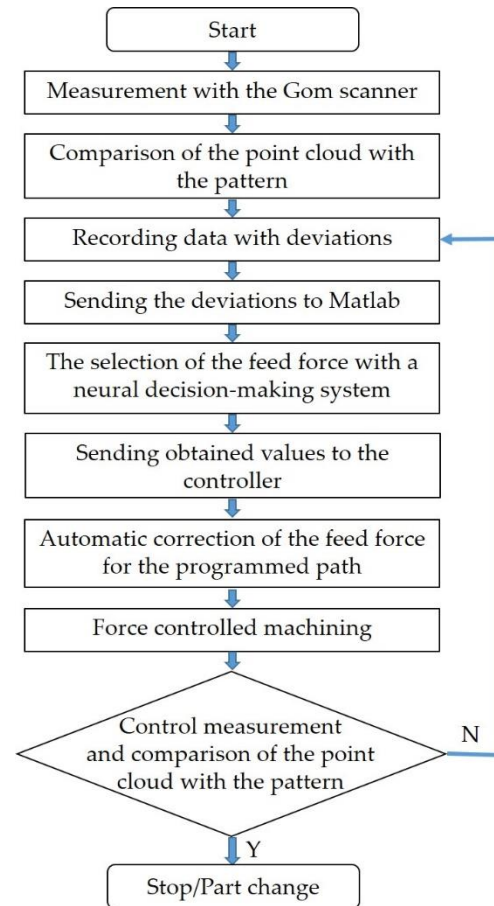 Start
Measurement with the Gom scanner
Comparison of the point cloud with
the pattern
Recording data with deviations
Sending the deviations to Matlab
The selection of the feed force with a
neural decision-making system
Sending obtained values to the
controller
Automatic correction of the feed force
for the programmed path
Force controlled machining
Control measurement
and comparison of the point
cloud with the pattern
N
Y
Stop/Part change